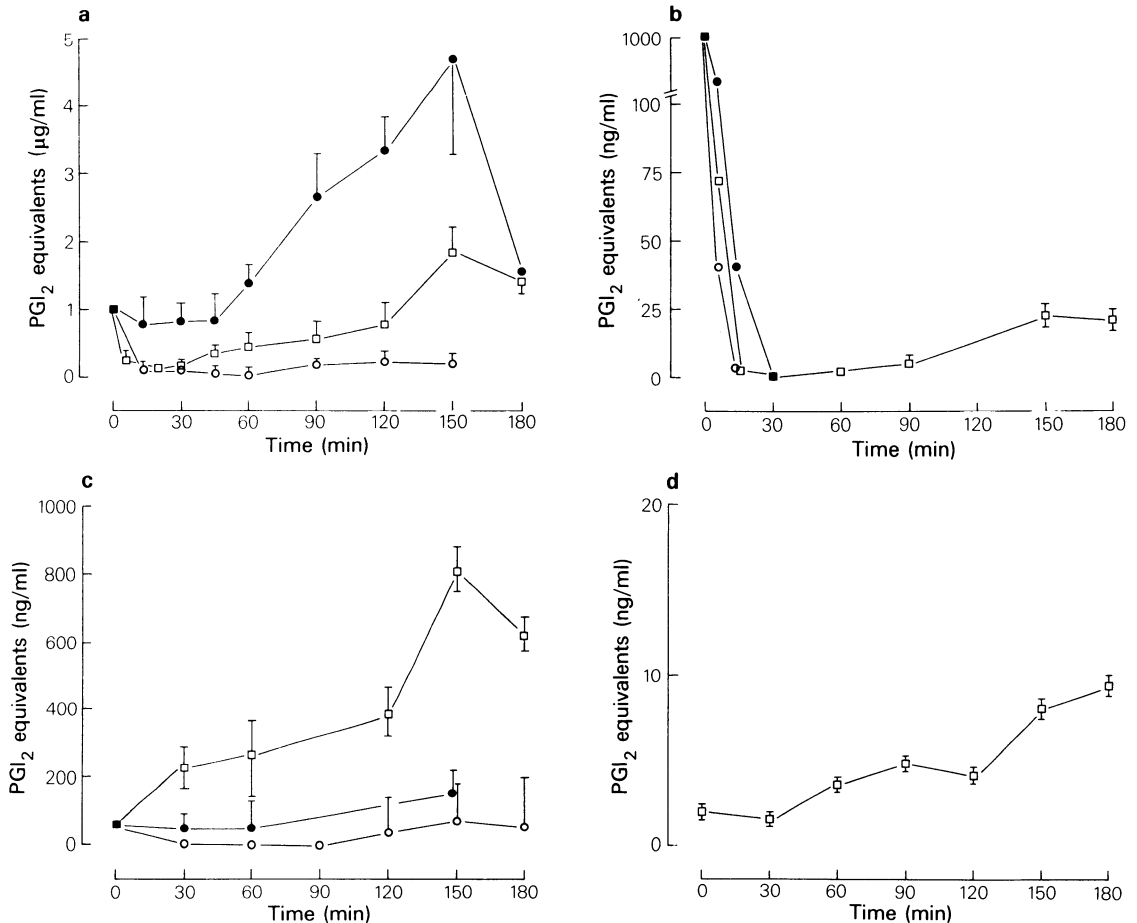 a
PGI2 equivalents (µg/ml)
5
4
3
2
1
0
0 30 60 90 120 150 180
Time (min)
b
PGI2 equivalents (ng/ml)
1000
100
75
50
25
0
0 30 60 90 120 150 180
Time (min)
c
PGI2 equivalents (ng/ml)
1000
800
600
400
200
0
0 30 60 90 120 150 180
Time (min)
d
PGI2 equivalents (ng/ml)
20
10
0
0 30 60 90 120 150 180
Time (min)